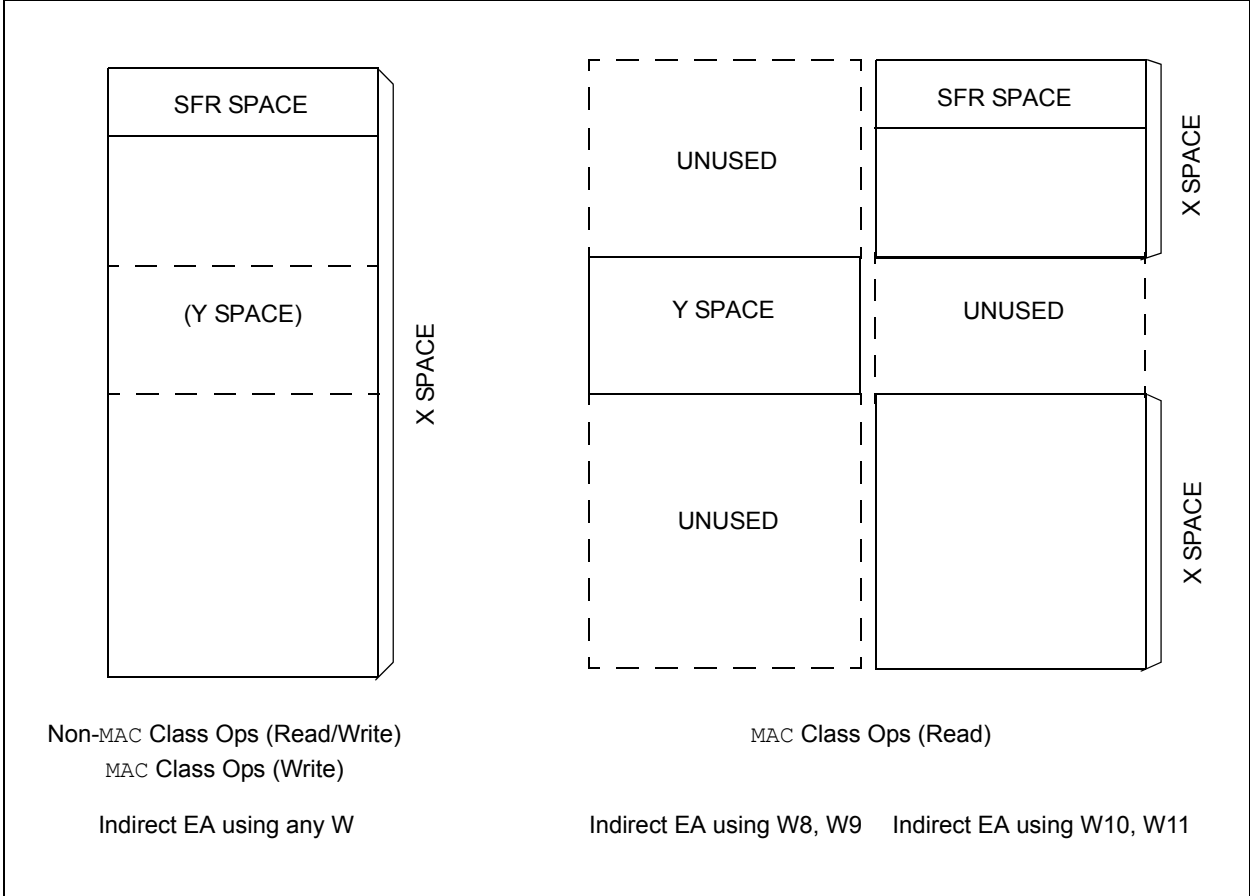 SFR SPACE
(Y SPACE)
X SPACE
UNUSED
Y SPACE
UNUSED
SFR SPACE
X SPACE
UNUSED
X SPACE
Non-MAC Class Ops (Read/Write)
MAC Class Ops (Write)
Indirect EA using any W
MAC Class Ops (Read)
Indirect EA using W8, W9
Indirect EA using W10, W11